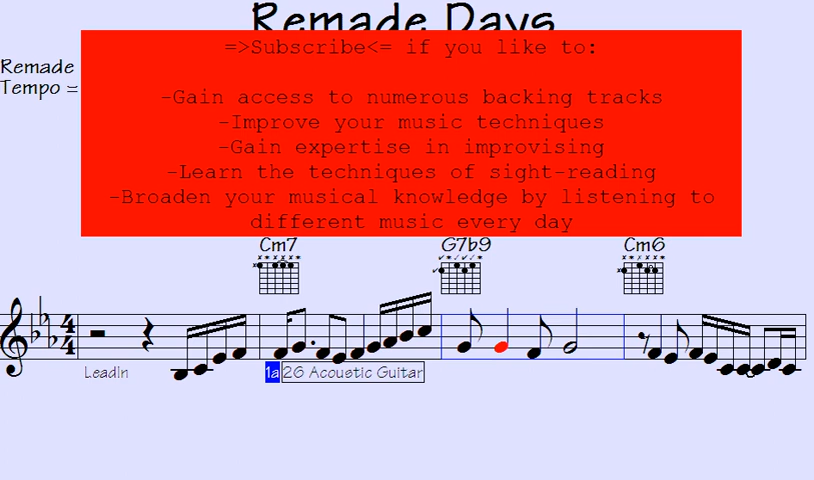 Remade Days
=>Subscribe<= if you like to:
-Gain access to numerous backing tracks
-Improve your music techniques
-Gain expertise in improvising
-Learn the techniques of sight-reading
-Broaden your musical knowledge by listening to
different music every day
Remade
Tempo =
Cm7 G7b9 Cm6
4
4
LeadIn 1a 26 Acoustic Guitar